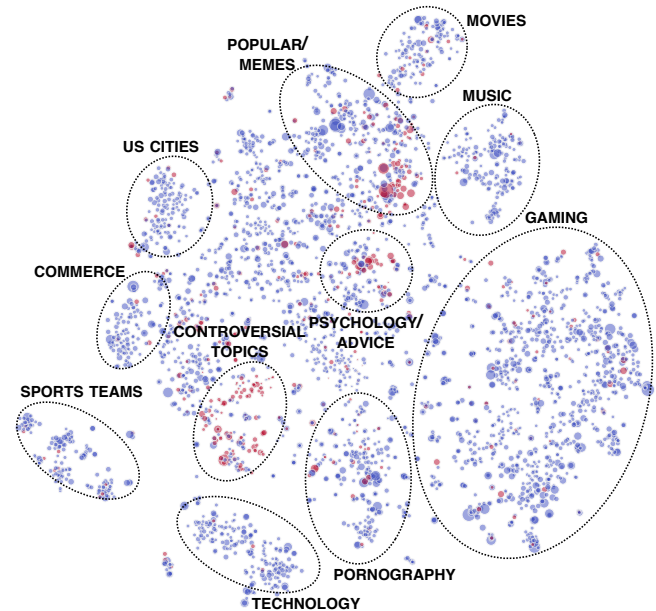 MOVIES
POPULAR/
MEMES
MUSIC
US CITIES
GAMING
COMMERCE
PSYCHOLOGY/
ADVICE
CONTROVERSIAL
TOPICS
SPORTS TEAMS
PORNOGRAPHY
TECHNOLOGY